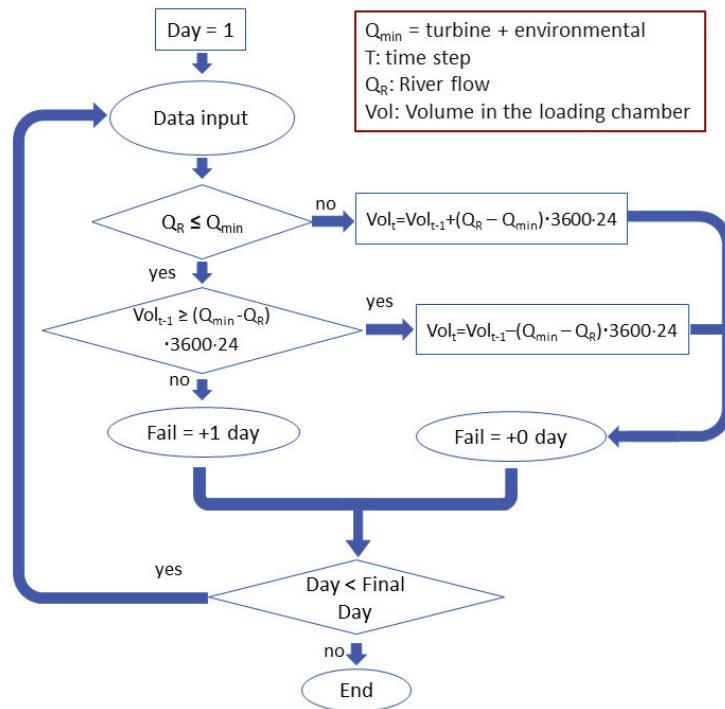 Day = 1
Qmin = turbine + environmental
T: time step
QR: River flow
Vol: Volume in the loading chamber
Data input
QR ≤ Qmin
no
Volt=Volt-1+(QR – Qmin)·3600·24
yes
Volt-1 ≥ (Qmin-QR)
·3600·24
yes
Volt=Volt-1–(Qmin – QR)·3600·24
no
Fail = +1 day
Fail = +0 day
yes
Day < Final
Day
no
End